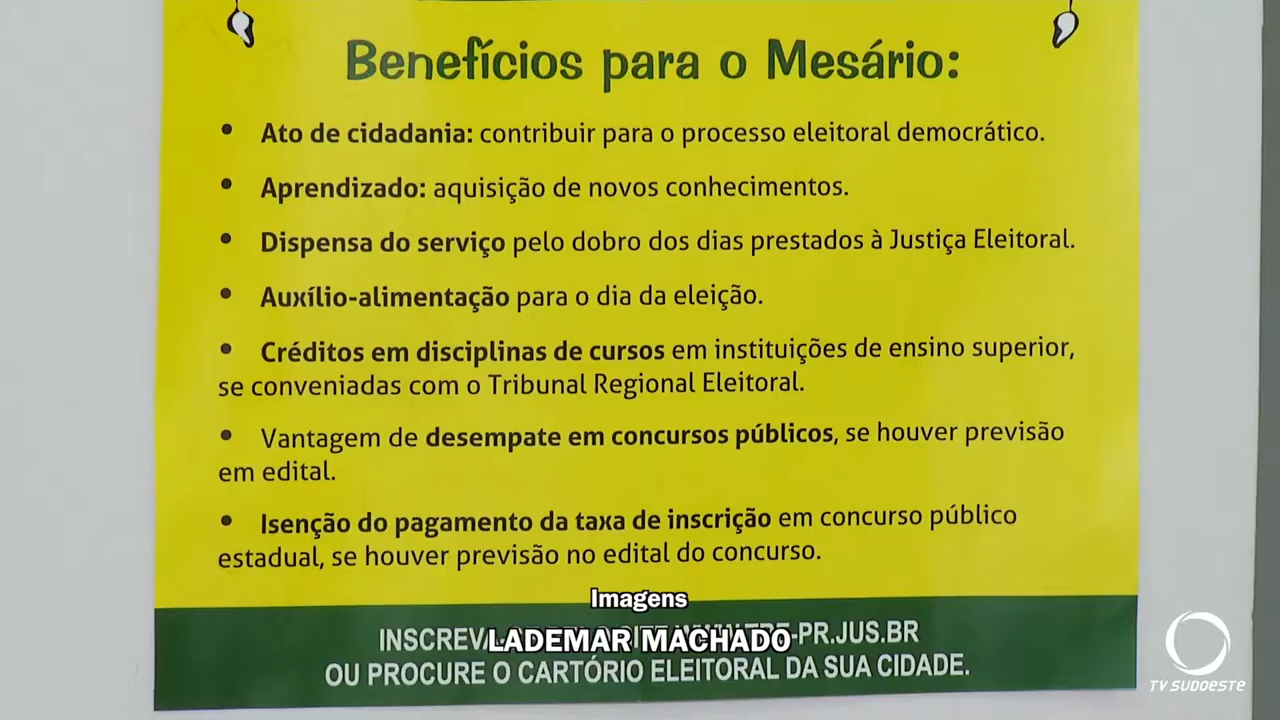 Benefícios para o Mesário:
• Ato de cidadania: contribuir para o processo eleitoral democrático.
• Aprendizado: aquisição de novos conhecimentos.
• Dispensa do serviço pelo dobro dos dias prestados à Justiça Eleitoral.
• Auxílio-alimentação para o dia da eleição.
• Créditos em disciplinas de cursos em instituições de ensino superior,
se conveniadas com o Tribunal Regional Eleitoral.
• Vantagem de desempate em concursos públicos, se houver previsão
em edital.
• Isenção do pagamento da taxa de inscrição em concurso público
estadual, se houver previsão no edital do concurso.
Imagens
LADEMAR MACHADO
INSCREVA-PR.JUS.BR
OU PROCURE O CARTÓRIO ELEITORAL DA SUA CIDADE.
TV SUDOESTE